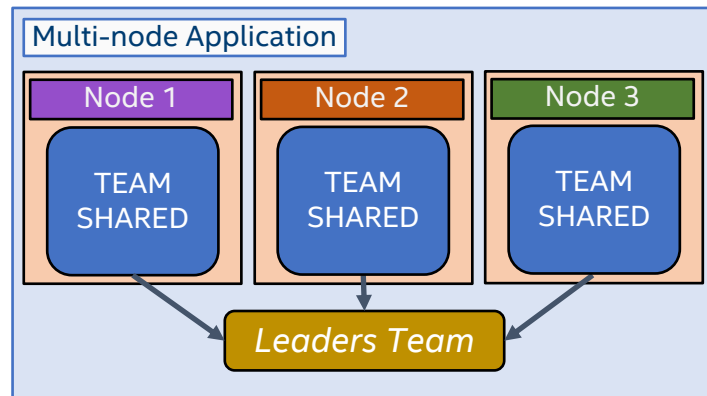 Multi-node Application
Node 1
Node 2
Node 3
TEAM
SHARED
TEAM
SHARED
TEAM
SHARED
Leaders Team